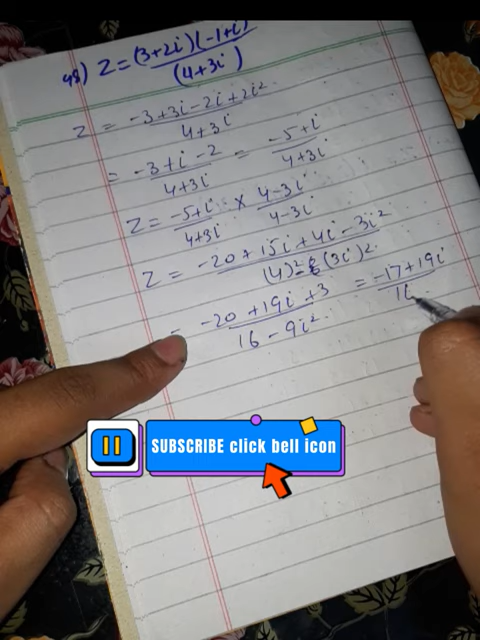 48) Z = (3+2i)(-1+i) / (4+3i)
Z = -3+3i-2i+2i² / 4+3i
= -3+i-2 / 4+3i = -5+i / 4+3i
Z = -5+i / 4+3i × 4-3i / 4-3i
Z = -20+15i+4i-3i² / (4)²-(3i)²
= -20+19i+3 / 16-9i² = -17+19i / 16
SUBSCRIBE click bell icon